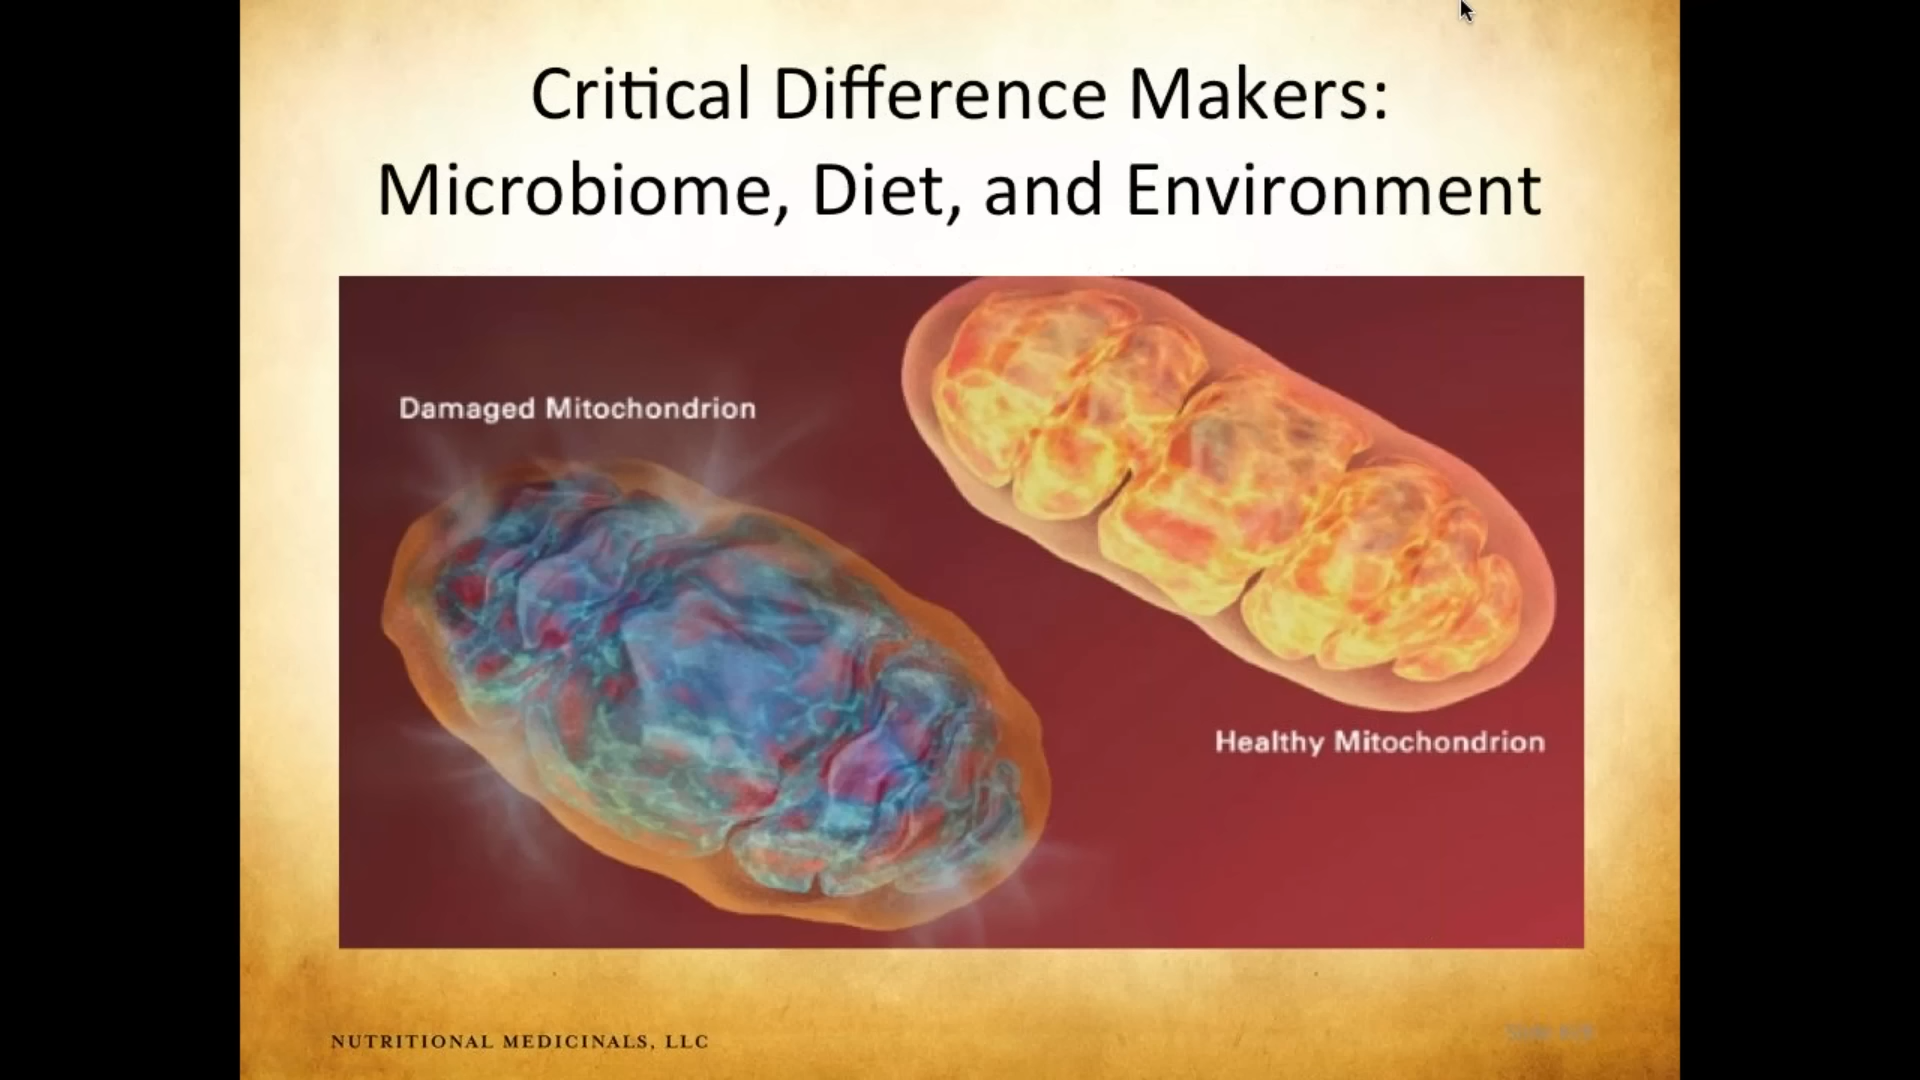 Critical Difference Makers:
Microbiome, Diet, and Environment
Damaged Mitochondrion
Healthy Mitochondrion
NUTRITIONAL MEDICINALS, LLC